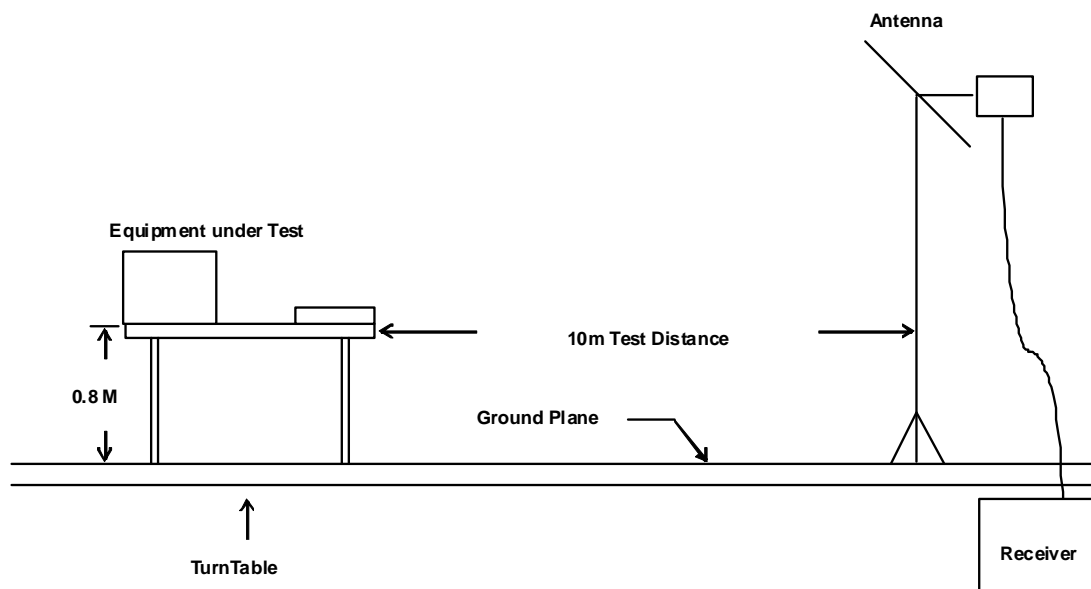 Antenna
Equipment under Test
10m Test Distance
0.8 M
Ground Plane
TurnTable
Receiver